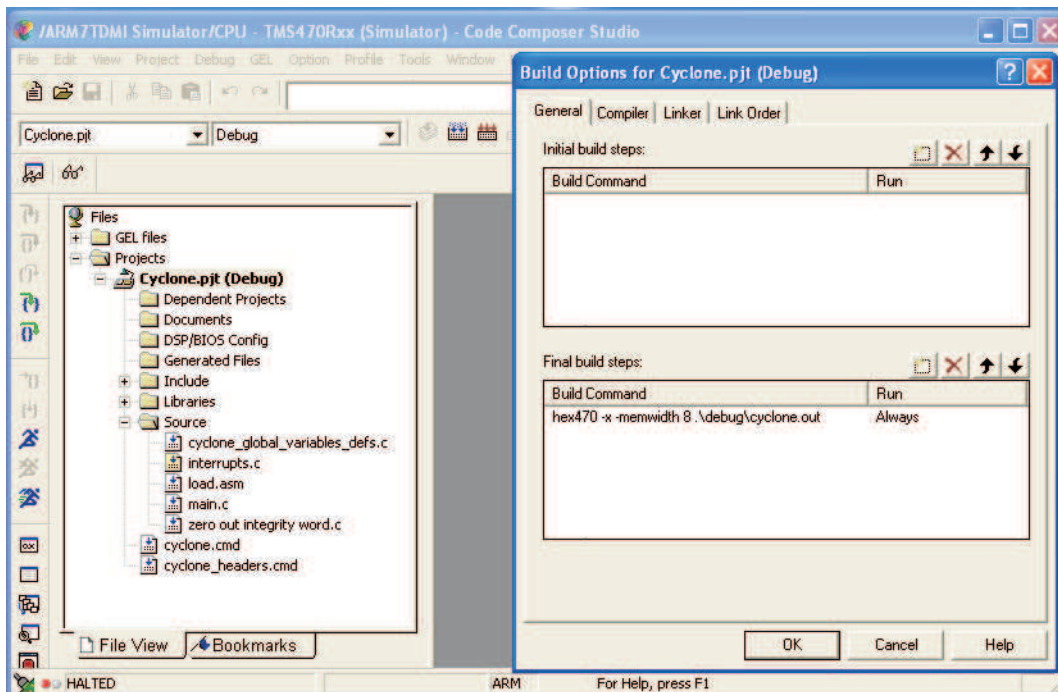 /ARM7TDMI Simulator/CPU - TMS470Rxx (Simulator) - Code Composer Studio
File Edit View Project Debug GEL Option Profile Tools Window
Cyclone.pjt Debug
Files
GEL files
Projects
Cyclone.pjt (Debug)
Dependent Projects
Documents
DSP/BIOS Config
Generated Files
Include
Libraries
Source
cyclone_global_variables_defs.c
interrupts.c
load.asm
main.c
zero out integrity word.c
cyclone.cmd
cyclone_headers.cmd
File View Bookmarks
HALTED ARM For Help, press F1
Build Options for Cyclone.pjt (Debug)
General Compiler Linker Link Order
Initial build steps:
Build Command Run
Final build steps:
Build Command Run
hex470 -x -memwidth 8 .\debug\cyclone.out Always
OK Cancel Help